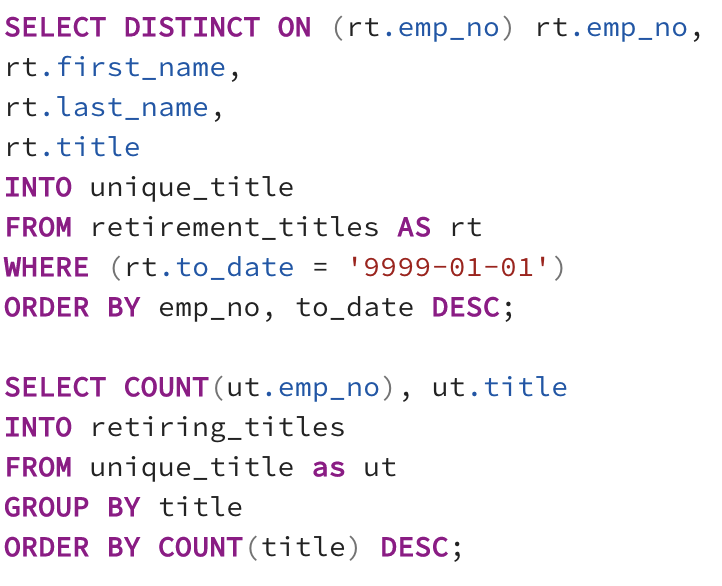 SELECT DISTINCT ON (rt.emp_no) rt.emp_no,
rt.first_name,
rt.last_name,
rt.title
INTO unique_title
FROM retirement_titles AS rt
WHERE (rt.to_date = '9999-01-01')
ORDER BY emp_no, to_date DESC;

SELECT COUNT(ut.emp_no), ut.title
INTO retiring_titles
FROM unique_title as ut
GROUP BY title
ORDER BY COUNT(title) DESC;